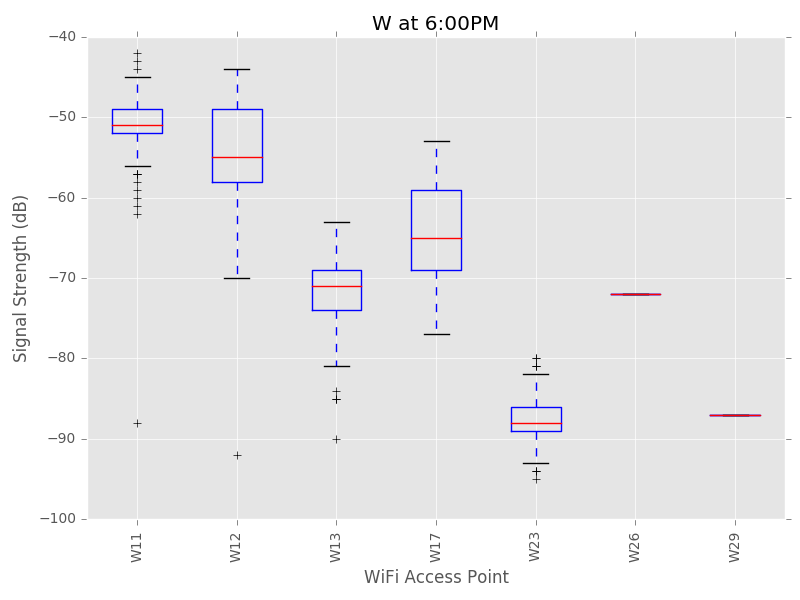 W at 6:00PM
−40
−50
−60
−70
−80
−90
−100
Signal Strength (dB)
W11
W12
W13
W17
W23
W26
W29
WiFi Access Point